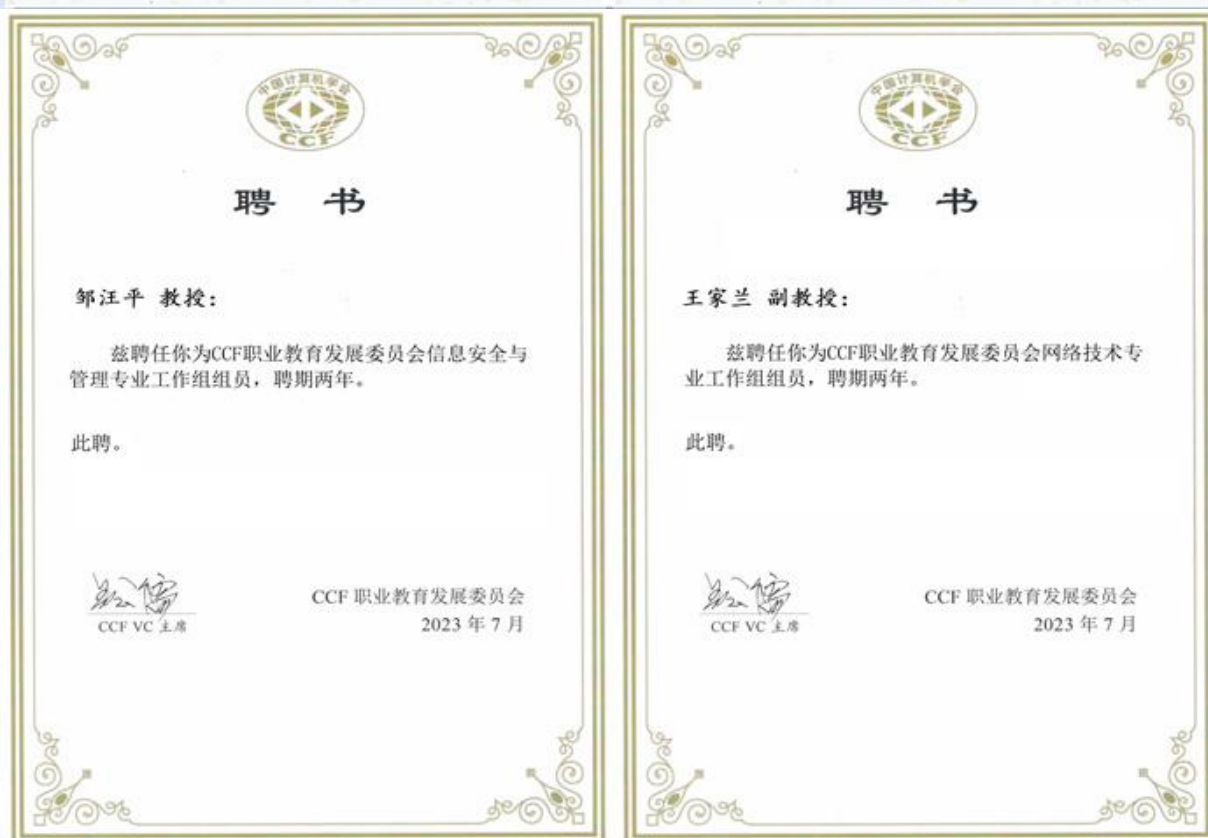 中国计算机学会
CCF
聘 书
邹汪平 教授：
兹聘任你为CCF职业教育发展委员会信息安全与
管理专业工作组组员，聘期两年。
此聘。
CCF VC 主席
CCF 职业教育发展委员会
2023 年 7 月
中国计算机学会
CCF
聘 书
王家兰 副教授：
兹聘任你为CCF职业教育发展委员会网络技术专
业工作组组员，聘期两年。
此聘。
CCF VC 主席
CCF 职业教育发展委员会
2023 年 7 月